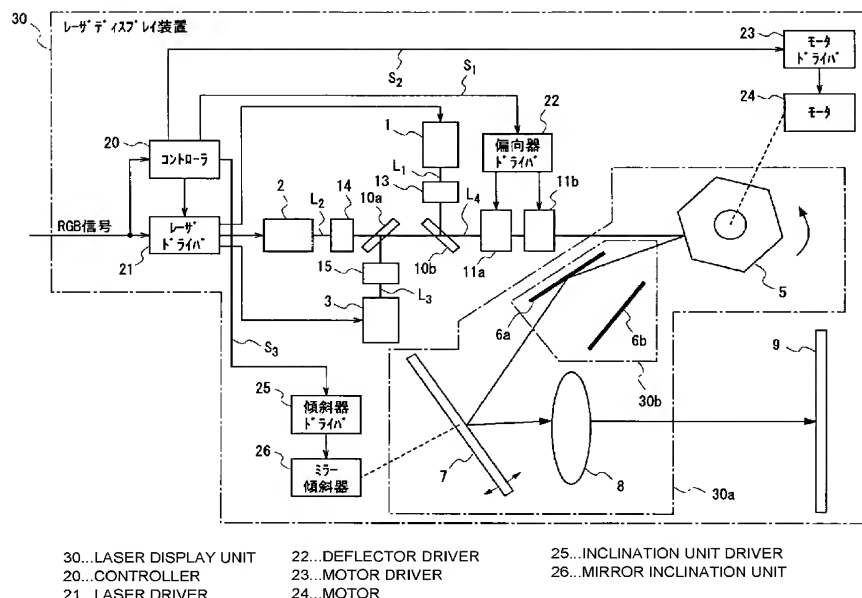 30
レーザディスプレイ装置
23
モータ
ドライバ
S2
S1
24
モータ
20
コントローラ
1
22
偏向器
ドライバ
L1
13
11b
2
L2
14
10a
L4
RGB信号
レーザ
ドライバ
21
15
10b
11a
5
3
L3
6a
6b
9
S3
30b
25
傾斜器
ドライバ
26
ミラー
傾斜器
7
8
30a
30...LASER DISPLAY UNIT
22...DEFLECTOR DRIVER
25...INCLINATION UNIT DRIVER
20...CONTROLLER
23...MOTOR DRIVER
26...MIRROR INCLINATION UNIT
21...LASER DRIVER
24...MOTOR